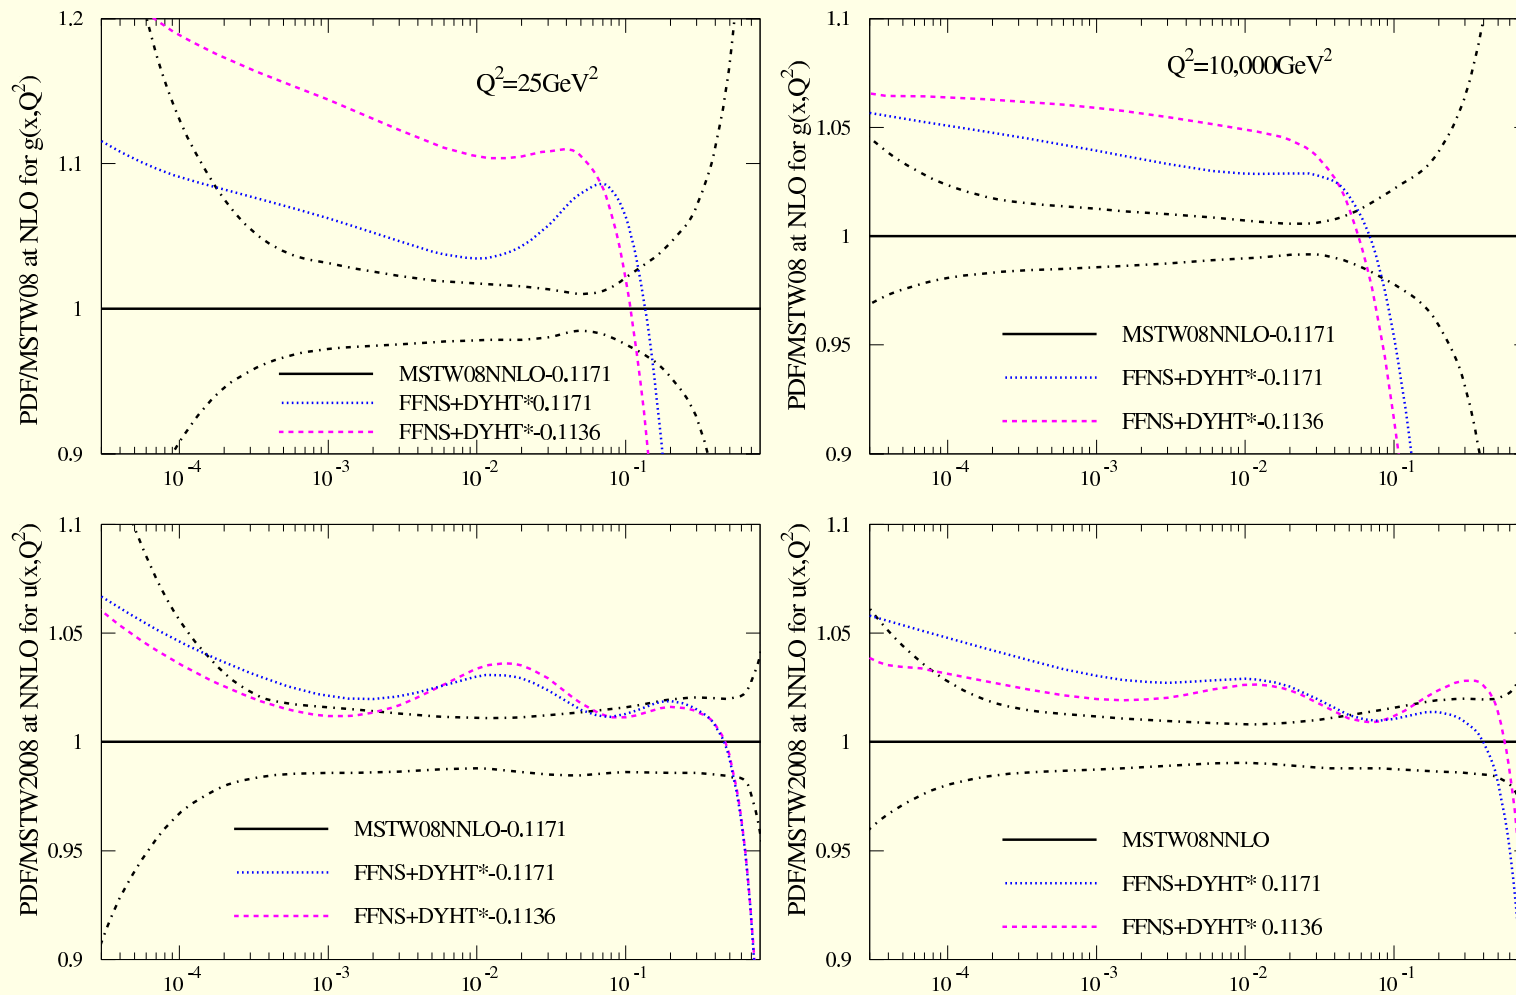 PDF/MSTW08 at NLO for g(x,Q²)
1.2
1.1
1
0.9
Q²=25GeV²
MSTW08NNLO-0.1171
FFNS+DYHT*0.1171
FFNS+DYHT*-0.1136
10⁻⁴ 10⁻³ 10⁻² 10⁻¹
PDF/MSTW08 at NLO for g(x,Q²)
1.1
1.05
1
0.95
0.9
Q²=10,000GeV²
MSTW08NNLO-0.1171
FFNS+DYHT*-0.1171
FFNS+DYHT*-0.1136
10⁻⁴ 10⁻³ 10⁻² 10⁻¹
PDF/MSTW2008 at NNLO for u(x,Q²)
1.1
1.05
1
0.95
0.9
MSTW08NNLO-0.1171
FFNS+DYHT*-0.1171
FFNS+DYHT*-0.1136
10⁻⁴ 10⁻³ 10⁻² 10⁻¹
PDF/MSTW2008 at NNLO for u(x,Q²)
1.1
1.05
1
0.95
0.9
MSTW08NNLO
FFNS+DYHT* 0.1171
FFNS+DYHT* 0.1136
10⁻⁴ 10⁻³ 10⁻² 10⁻¹